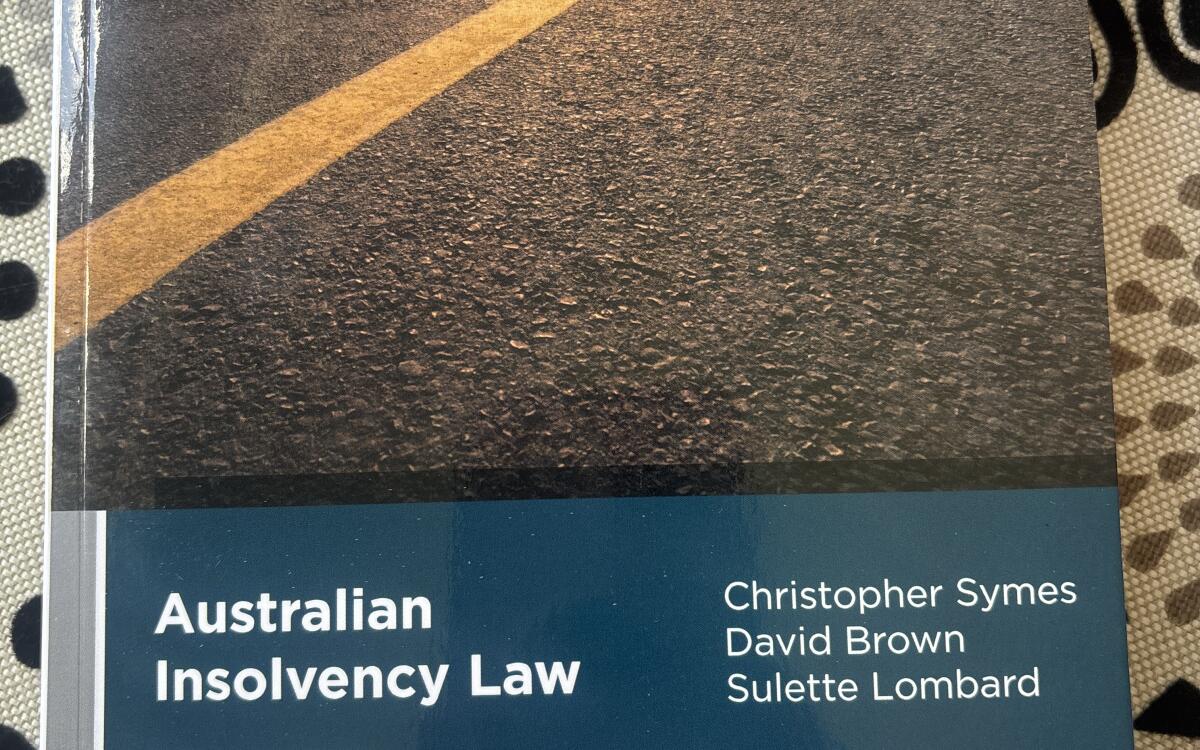 Australian
Insolvency Law
Christopher Symes
David Brown
Sulette Lombard